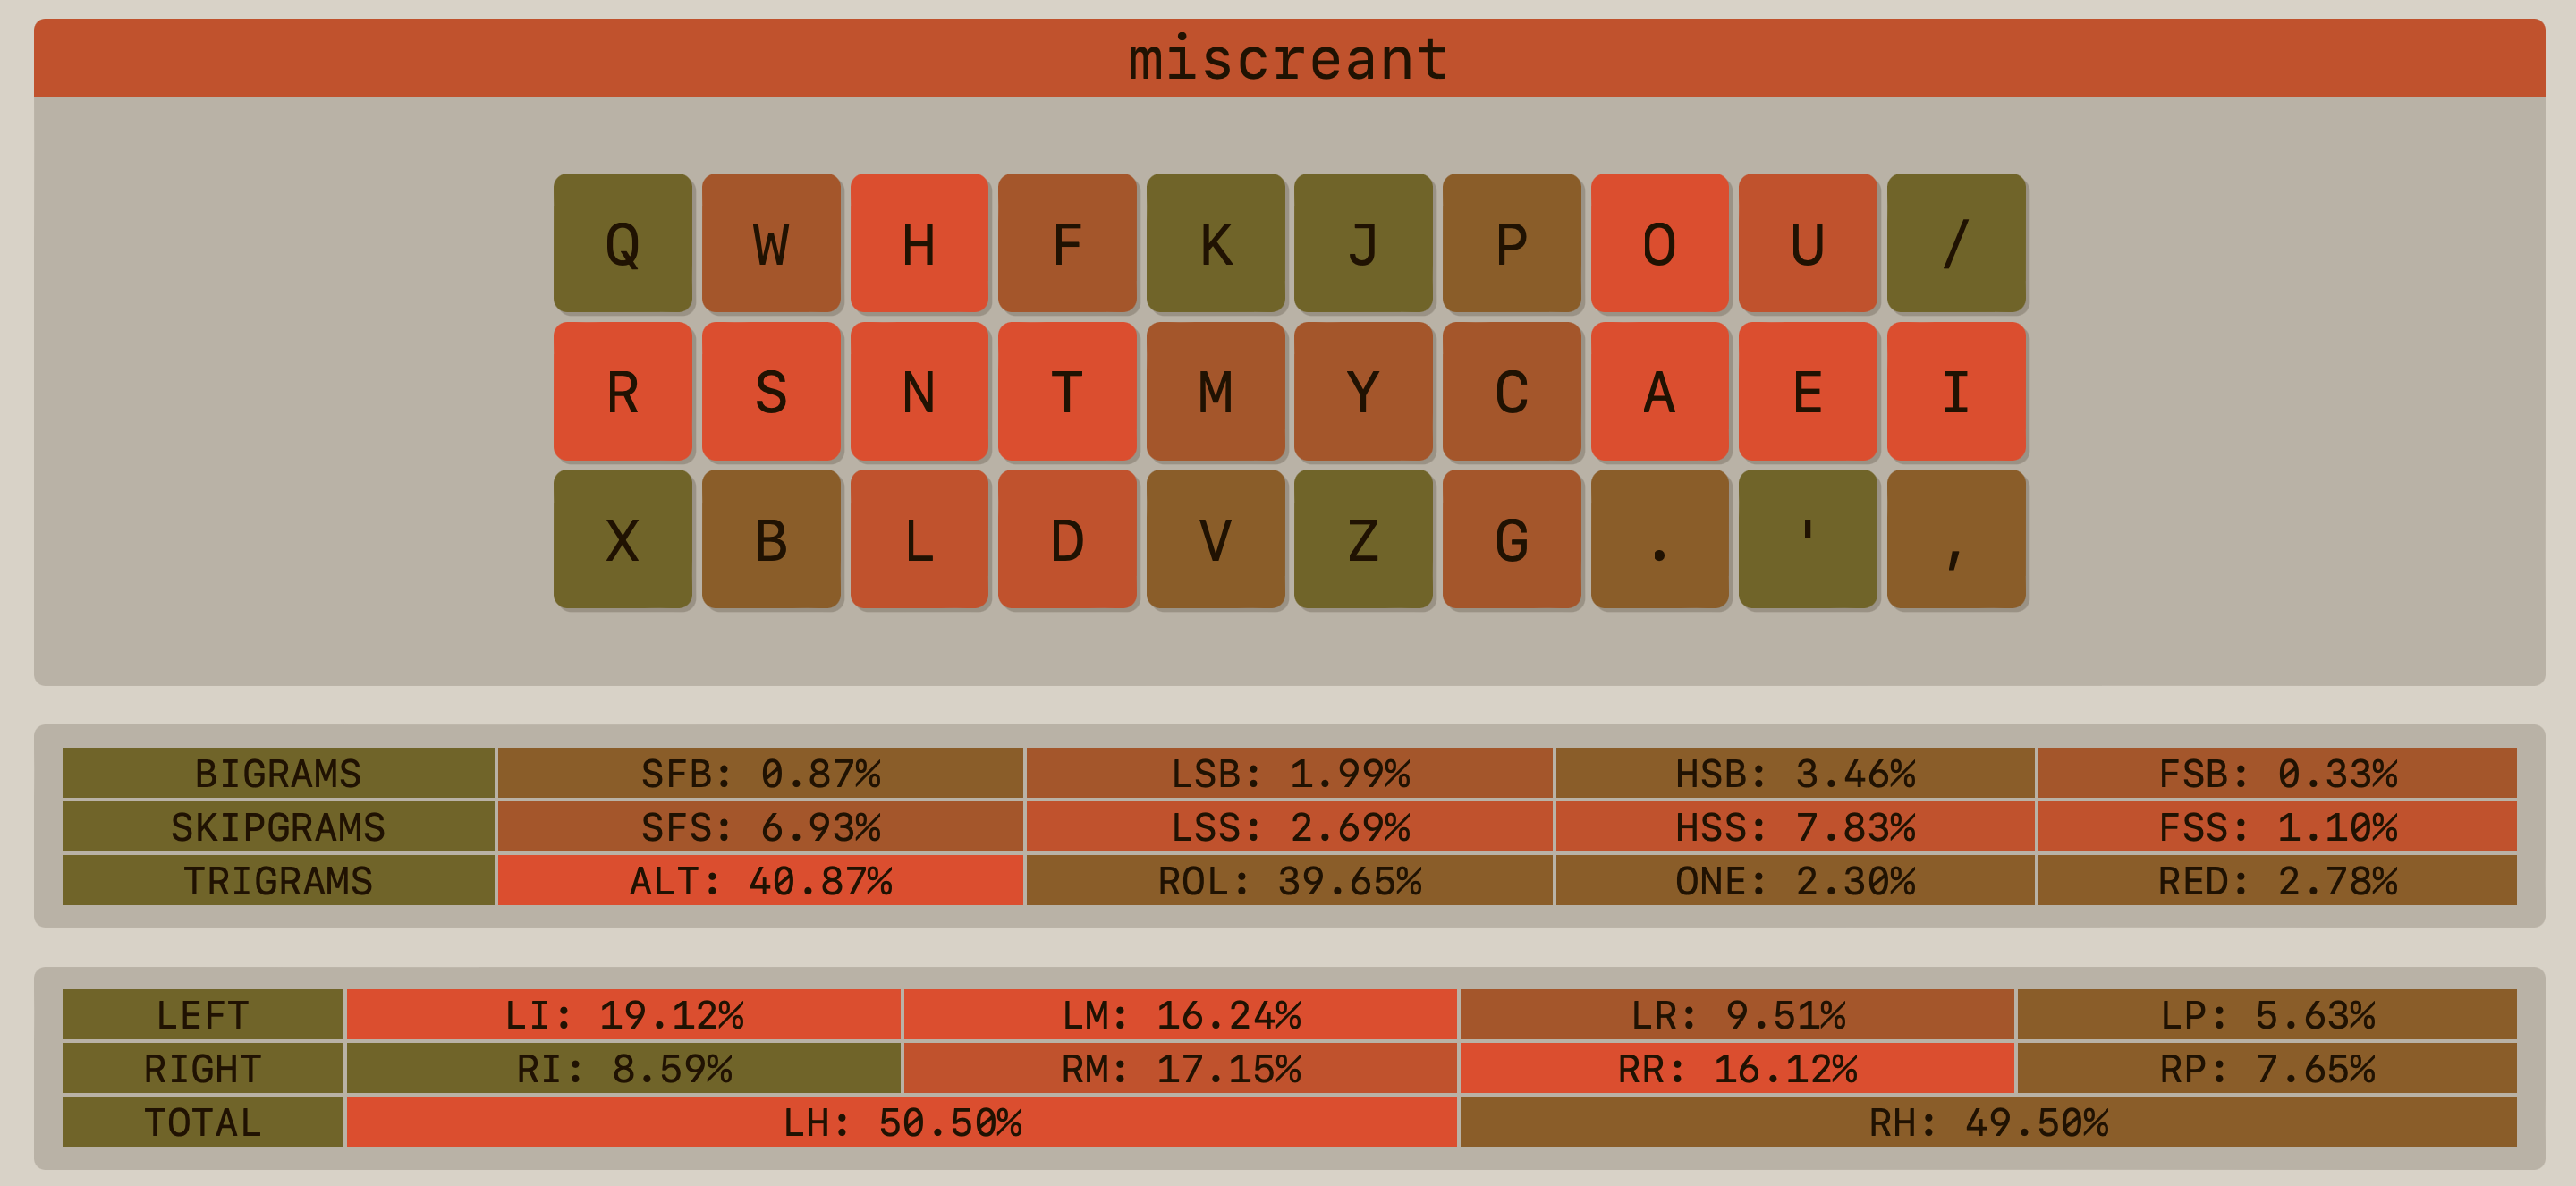 miscreant
Q W H F K J P O U /
R S N T M Y C A E I
X B L D V Z G . ' ,
BIGRAMS SFB: 0.87% LSB: 1.99% HSB: 3.46% FSB: 0.33%
SKIPGRAMS SFS: 6.93% LSS: 2.69% HSS: 7.83% FSS: 1.10%
TRIGRAMS ALT: 40.87% ROL: 39.65% ONE: 2.30% RED: 2.78%
LEFT LI: 19.12% LM: 16.24% LR: 9.51% LP: 5.63%
RIGHT RI: 8.59% RM: 17.15% RR: 16.12% RP: 7.65%
TOTAL LH: 50.50% RH: 49.50%